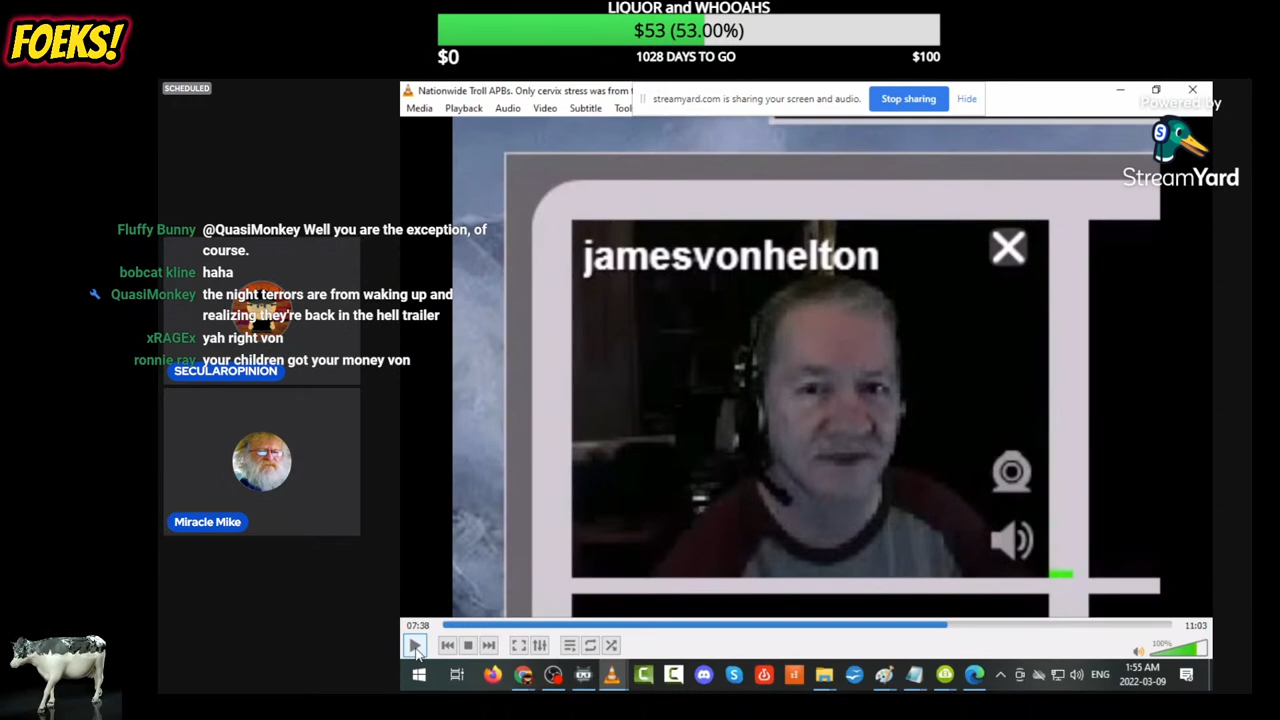 FOEKS!
LIQUOR and WHOOAHS
$53 (53.00%)
$0
1028 DAYS TO GO
$100
SCHEDULED
Nationwide Troll APBs. Only cervix stress was from
streamyard.com is sharing your screen and audio.
Stop sharing
Hide
Media Playback Audio Video Subtitle
Powered by
S
StreamYard
jamesvonhelton
Fluffy Bunny @QuasiMonkey Well you are the exception, of
course.
bobcat kline haha
QuasiMonkey the night terrors are from waking up and
realizing they're back in the hell trailer
xRAGEx yah right von
ronnie ray your children got your money von
SECULAROPINION
Miracle Mike
07:38
11:03
100%
1:55 AM
ENG
2022-03-09